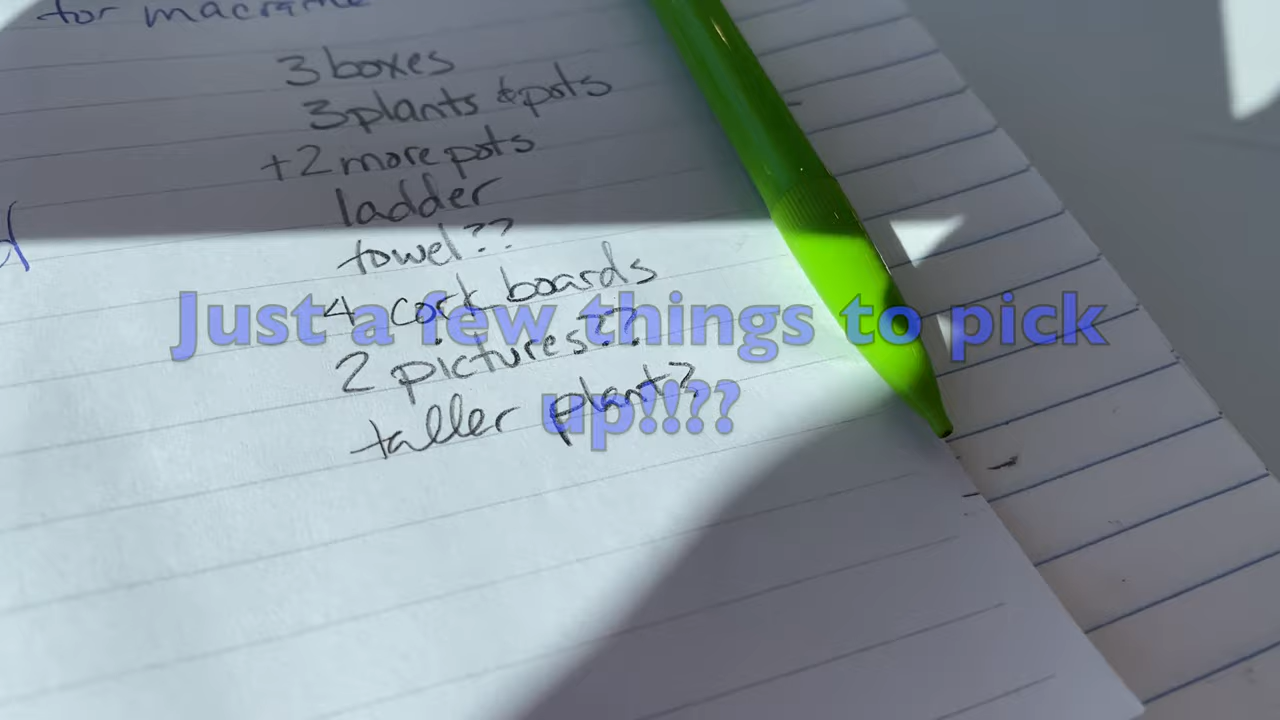 for macrame
3 boxes
3 plants & pots
+2 more pots
ladder
towel??
4 cork boards
2 pictures??
taller plant?
Just a few things to pick
up!!!??